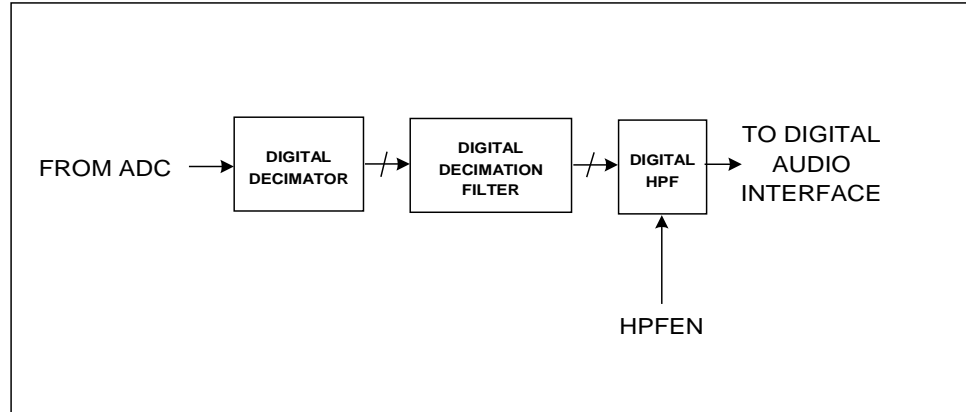 FROM ADC
DIGITAL
DECIMATOR
DIGITAL
DECIMATION
FILTER
DIGITAL
HPF
TO DIGITAL
AUDIO
INTERFACE
HPFEN